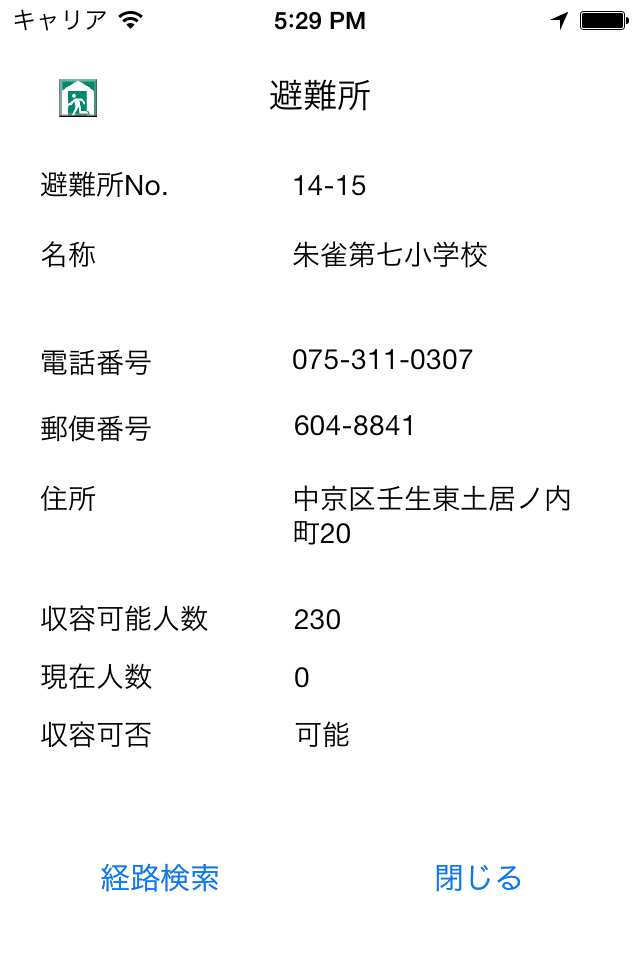 キャリア 5:29 PM
避難所
避難所No. 14-15
名称 朱雀第七小学校
電話番号 075-311-0307
郵便番号 604-8841
住所 中京区壬生東土居ノ内
町20
収容可能人数 230
現在人数 0
収容可否 可能
経路検索 閉じる